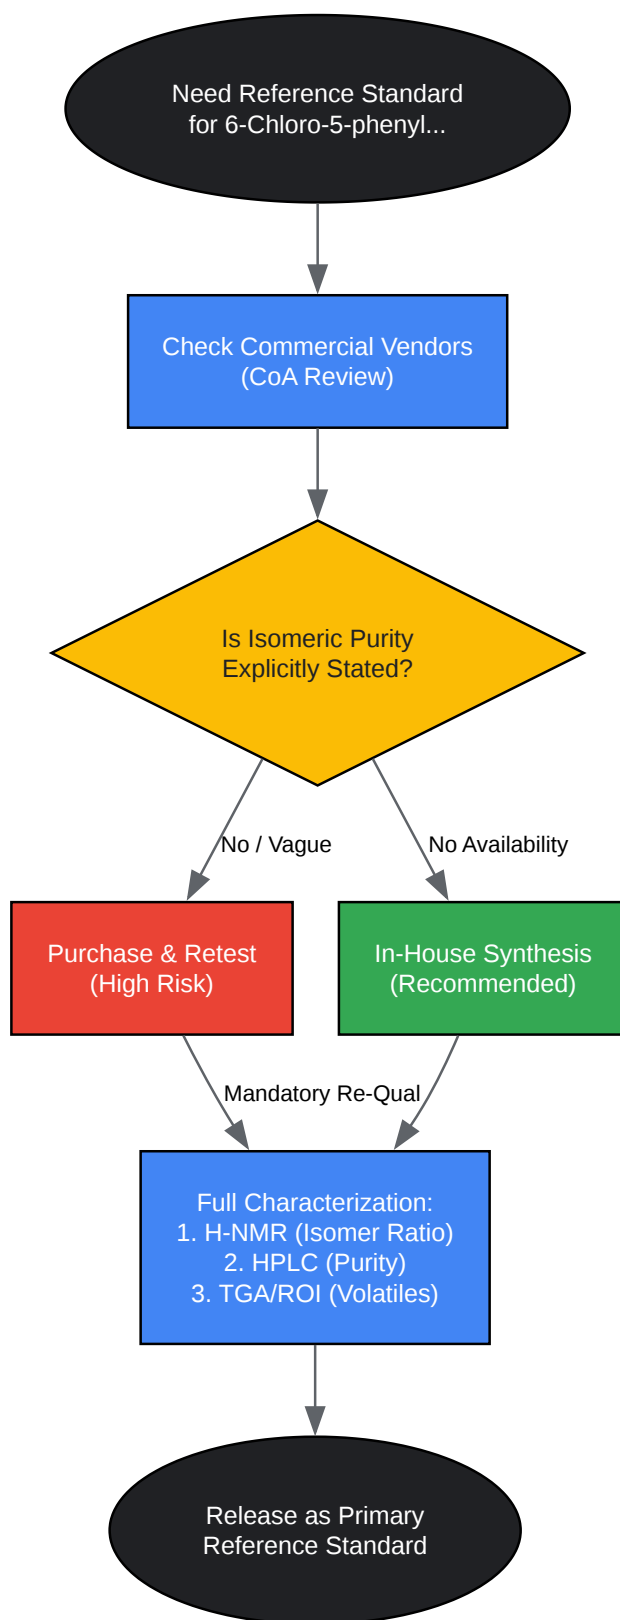 Need Reference Standard
for 6-Chloro-5-phenyl...
Check Commercial Vendors
(CoA Review)
Is Isomeric Purity
Explicitly Stated?
No / Vague
No Availability
Purchase & Retest
(High Risk)
In-House Synthesis
(Recommended)
Mandatory Re-Qual
Full Characterization:
1. H-NMR (Isomer Ratio)
2. HPLC (Purity)
3. TGA/ROI (Volatiles)
Release as Primary
Reference Standard